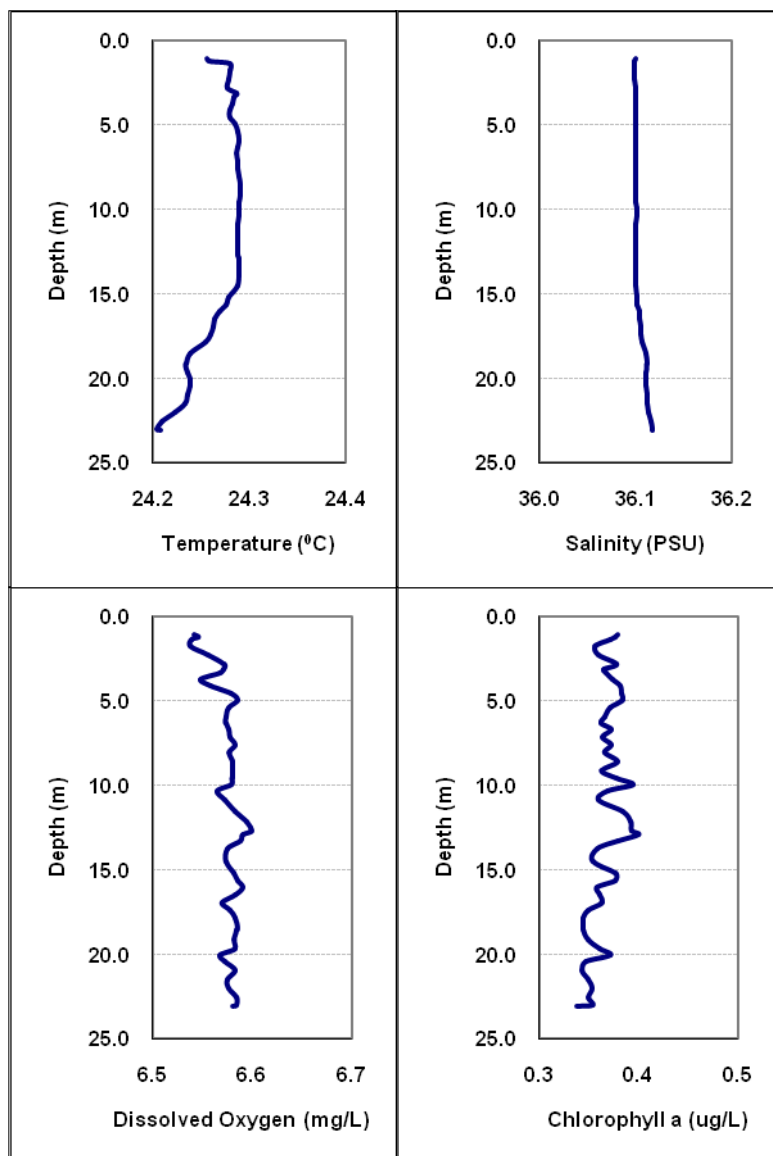 0.0
5.0
10.0
15.0
20.0
25.0
Depth (m)
24.2 24.3 24.4
Temperature (⁰C)
0.0
5.0
10.0
15.0
20.0
25.0
Depth (m)
36.0 36.1 36.2
Salinity (PSU)
0.0
5.0
10.0
15.0
20.0
25.0
Depth (m)
6.5 6.6 6.7
Dissolved Oxygen (mg/L)
0.0
5.0
10.0
15.0
20.0
25.0
Depth (m)
0.3 0.4 0.5
Chlorophyll a (ug/L)